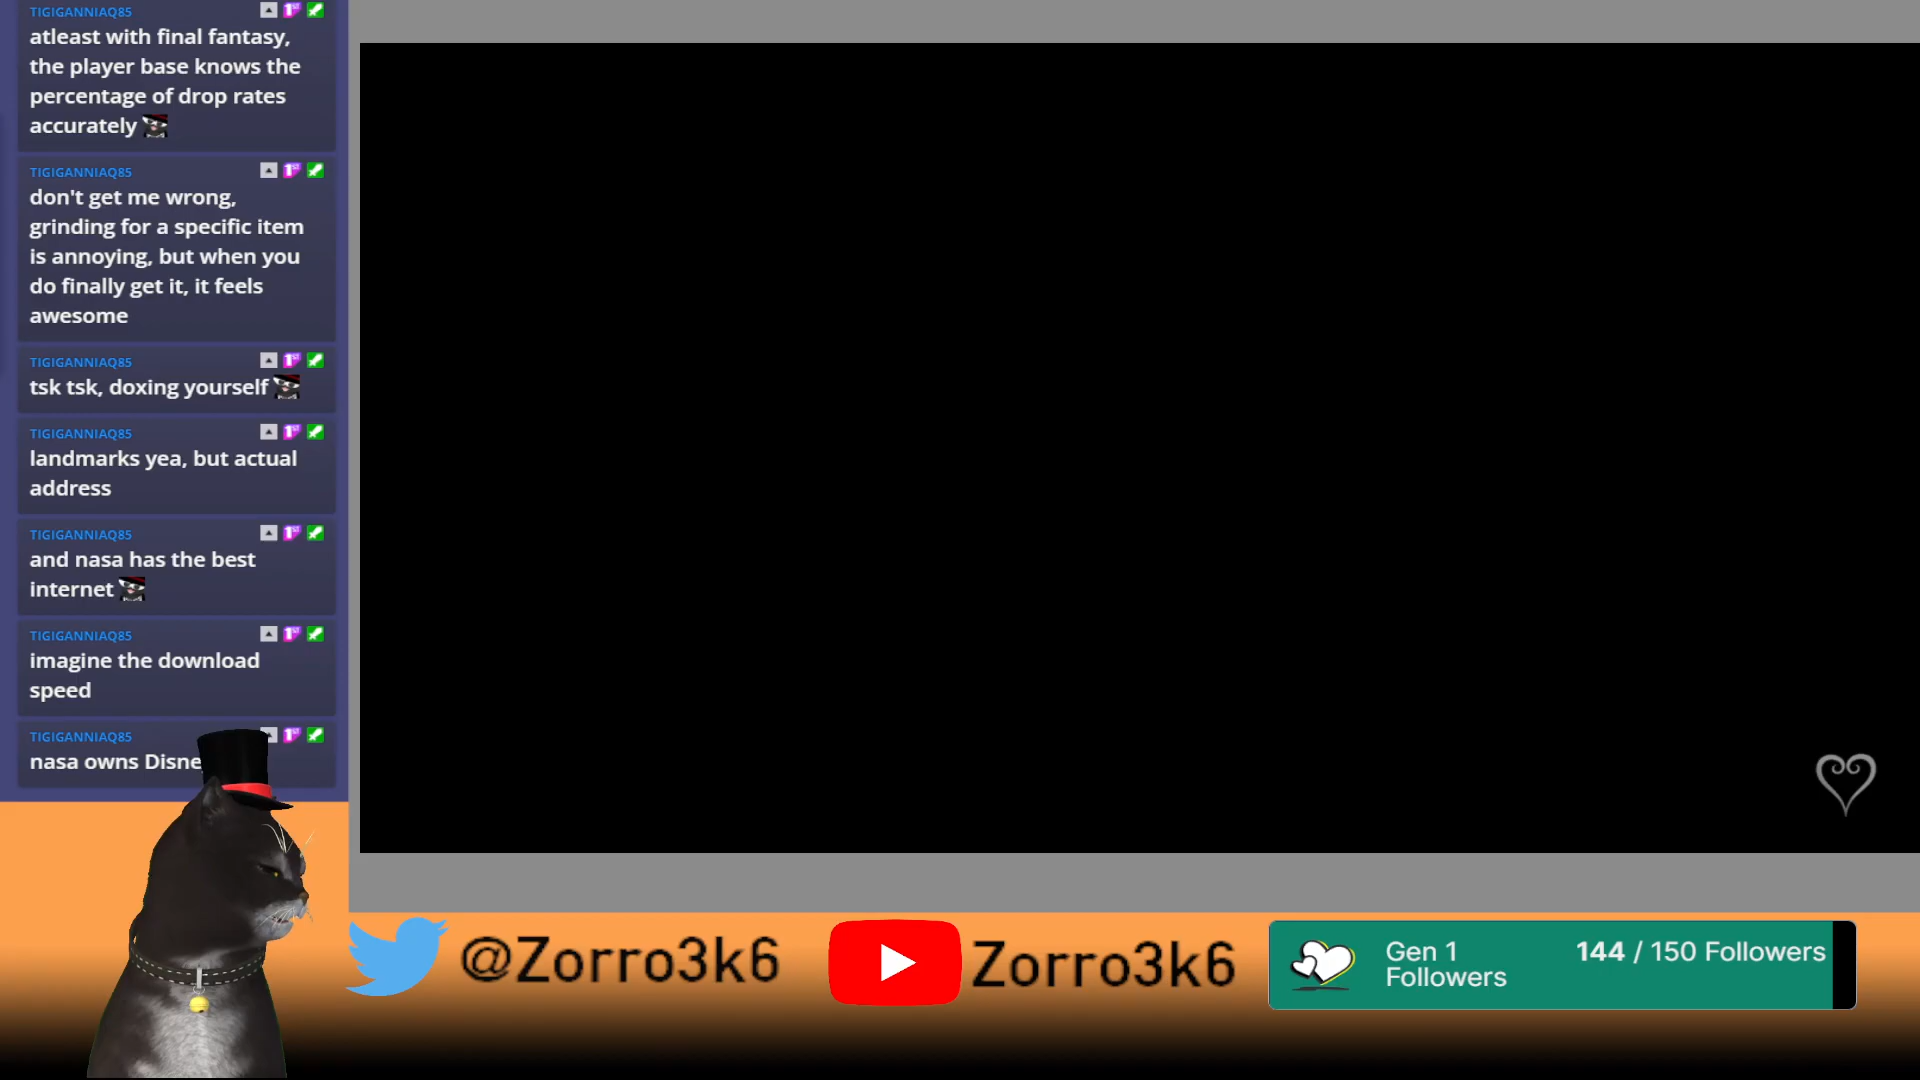 TIGIGANNIAQ85
atleast with final fantasy,
the player base knows the
percentage of drop rates
accurately
TIGIGANNIAQ85
don't get me wrong,
grinding for a specific item
is annoying, but when you
do finally get it, it feels
awesome
TIGIGANNIAQ85
tsk tsk, doxing yourself
TIGIGANNIAQ85
landmarks yea, but actual
address
TIGIGANNIAQ85
and nasa has the best
internet
TIGIGANNIAQ85
imagine the download
speed
TIGIGANNIAQ85
nasa owns Disne
@Zorro3k6
Zorro3k6
Gen 1
Followers
144 / 150 Followers